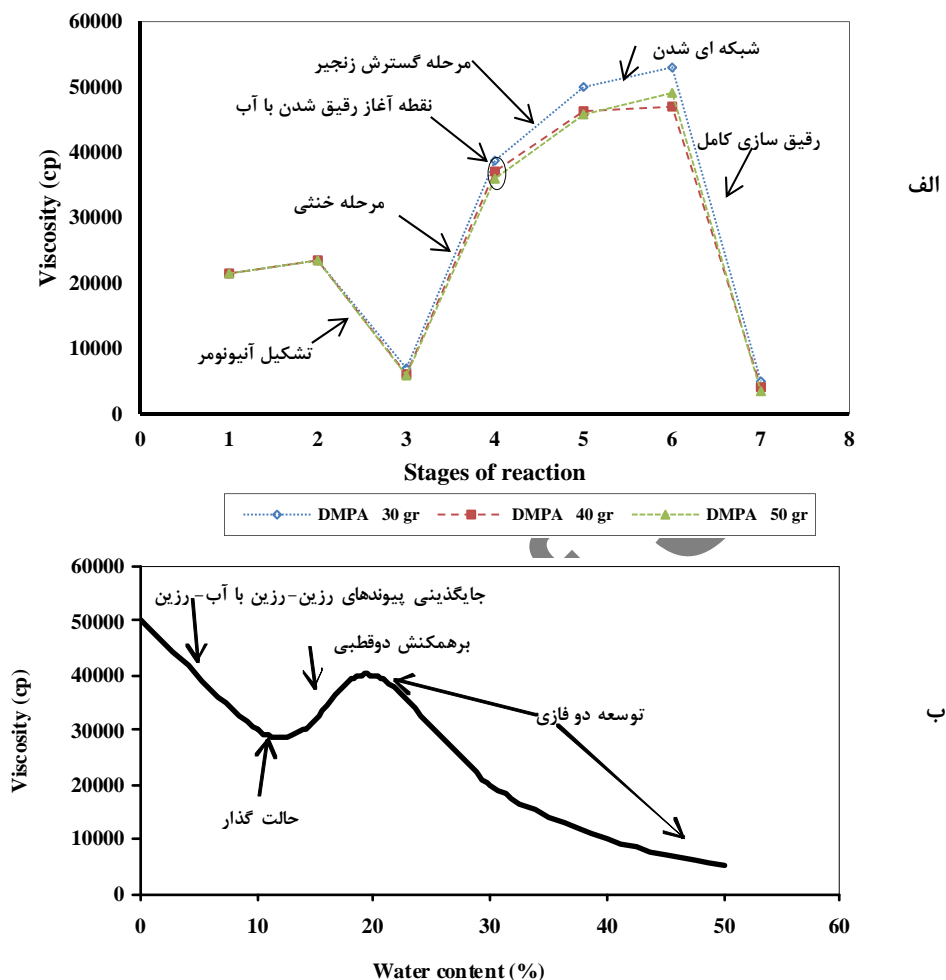 الف
60000
50000
40000
30000
20000
10000
0
Viscosity (cp)
شبکه ای شدن
مرحله گسترش زنجیر
نقطه آغاز رقیق شدن با آب
رقیق سازی کامل
مرحله خنثی
تشکیل آنیونومر
0 1 2 3 4 5 6 7 8
Stages of reaction
DMPA 30 gr DMPA 40 gr DMPA 50 gr
ب
60000
50000
40000
30000
20000
10000
0
Viscosity (cp)
جایگذینی پیوندهای رزین-رزین با آب-رزین
برهمکنش دوقطبی
توسعه دو فازی
حالت گذار
0 10 20 30 40 50 60
Water content (%)